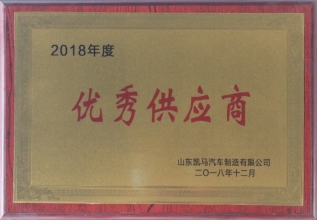 2018年度
优秀供应商
山东凯马汽车制造有限公司
二〇一八年十二月